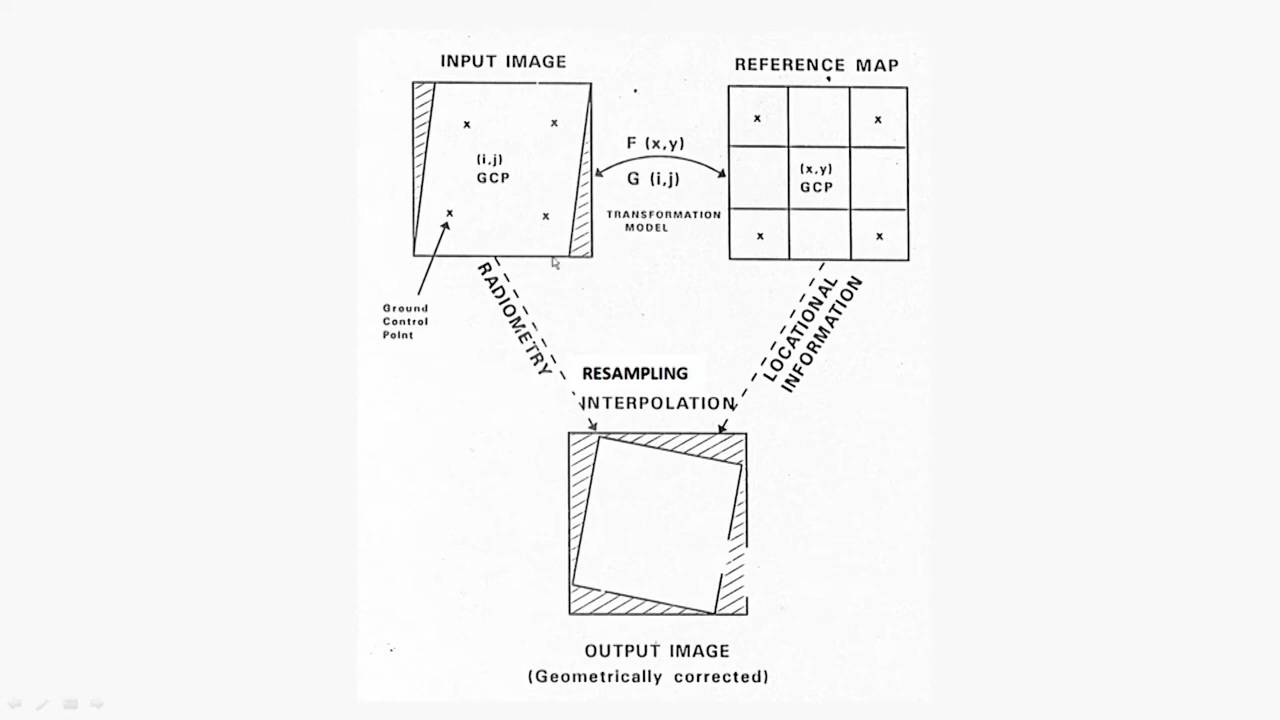 INPUT IMAGE
REFERENCE MAP
x x
(i,j)
GCP
x x
F (x,y)
G (i,j)
TRANSFORMATION
MODEL
x x
(x,y)
GCP
x x
Ground
Control
Point
RADIOMETRY
LOCATIONAL
INFORMATION
RESAMPLING
INTERPOLATION
OUTPUT IMAGE
(Geometrically corrected)